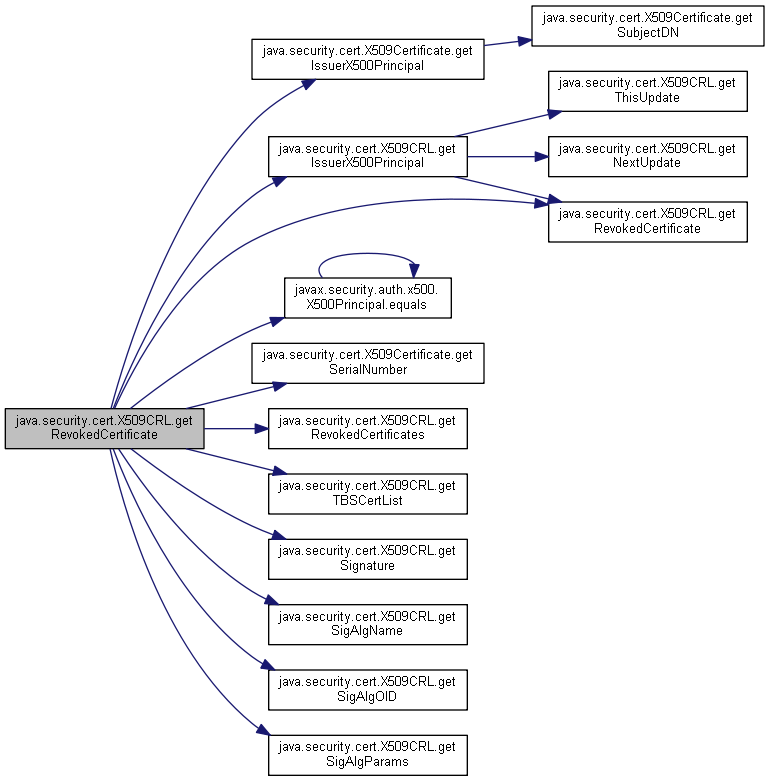 java.security.cert.X509Certificate.get
SubjectDN
java.security.cert.X509Certificate.get
IssuerX500Principal
java.security.cert.X509CRL.get
ThisUpdate
java.security.cert.X509CRL.get
IssuerX500Principal
java.security.cert.X509CRL.get
NextUpdate
java.security.cert.X509CRL.get
RevokedCertificate
javax.security.auth.x500.
X500Principal.equals
java.security.cert.X509Certificate.get
SerialNumber
java.security.cert.X509CRL.get
RevokedCertificate
java.security.cert.X509CRL.get
RevokedCertificates
java.security.cert.X509CRL.get
TBSCertList
java.security.cert.X509CRL.get
Signature
java.security.cert.X509CRL.get
SigAlgName
java.security.cert.X509CRL.get
SigAlgOID
java.security.cert.X509CRL.get
SigAlgParams